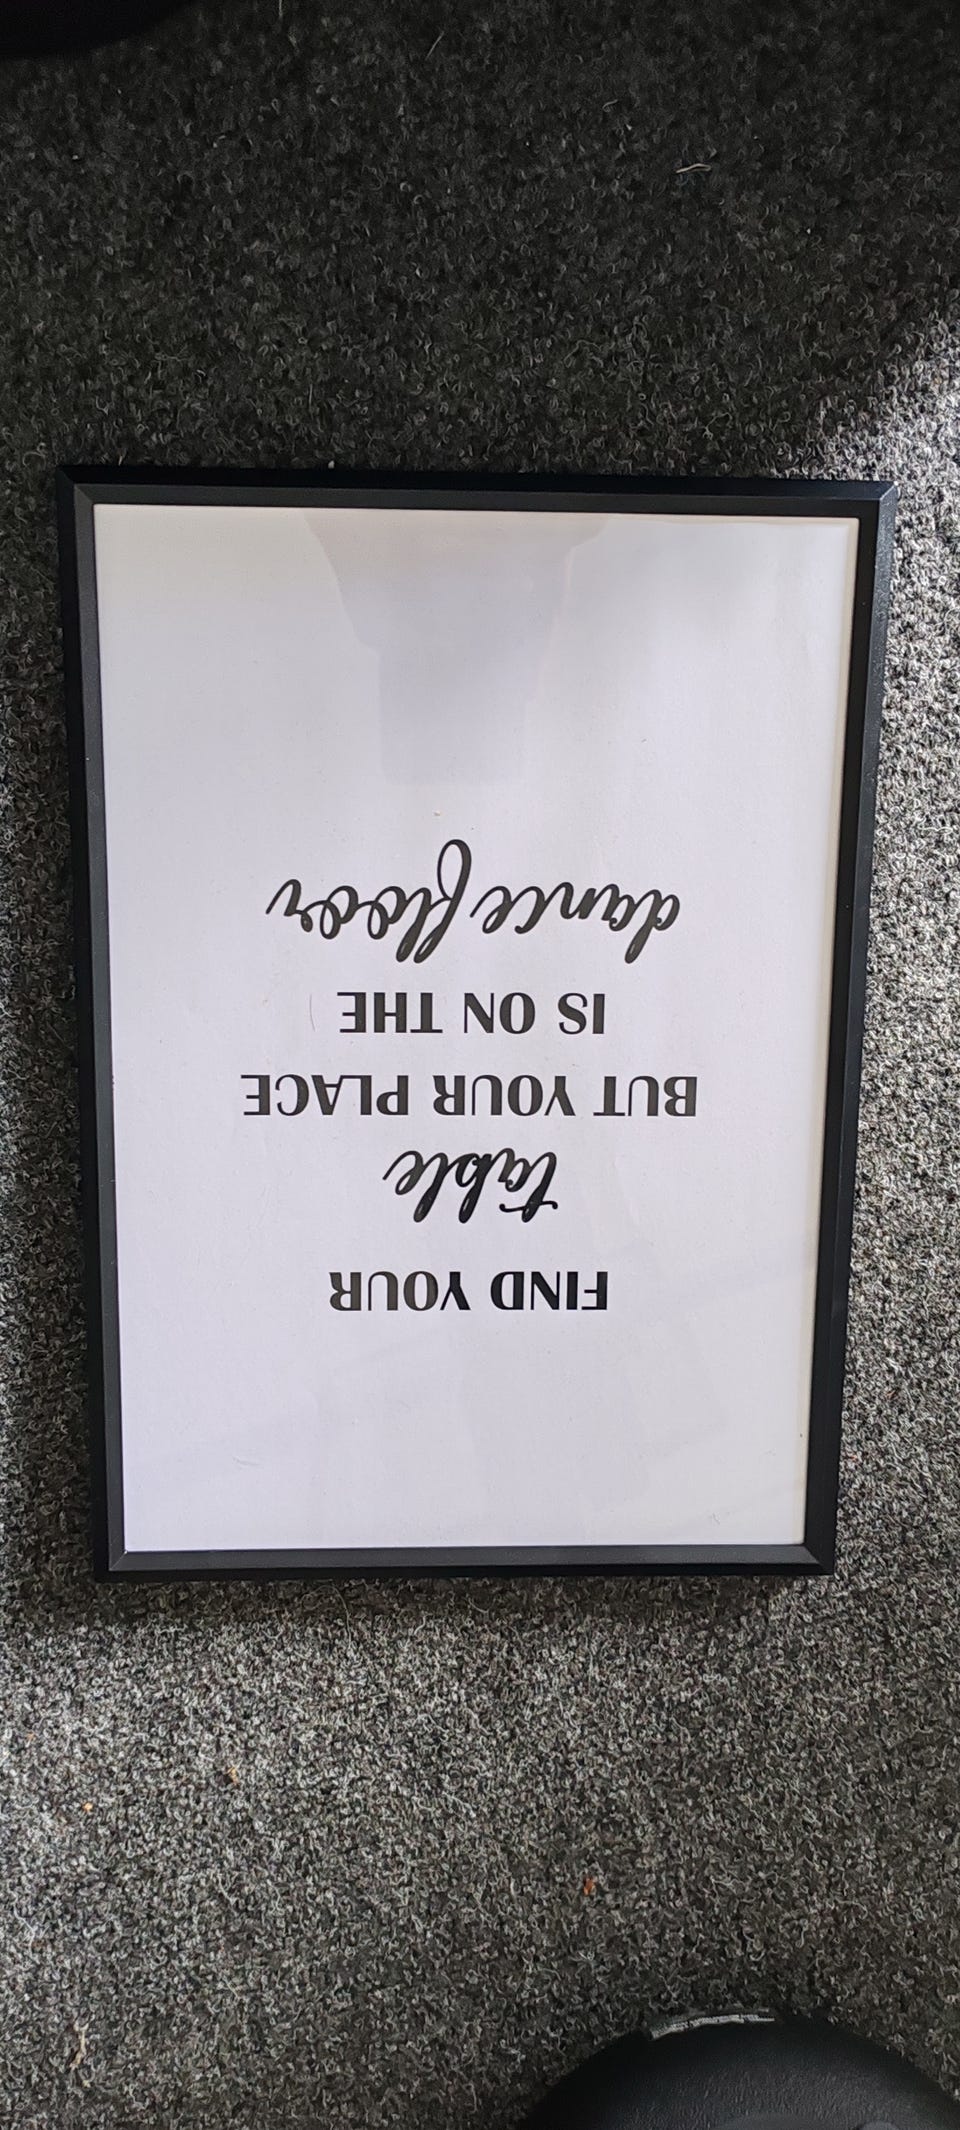 FIND YOUR
table
BUT YOUR PLACE
IS ON THE
dance floor